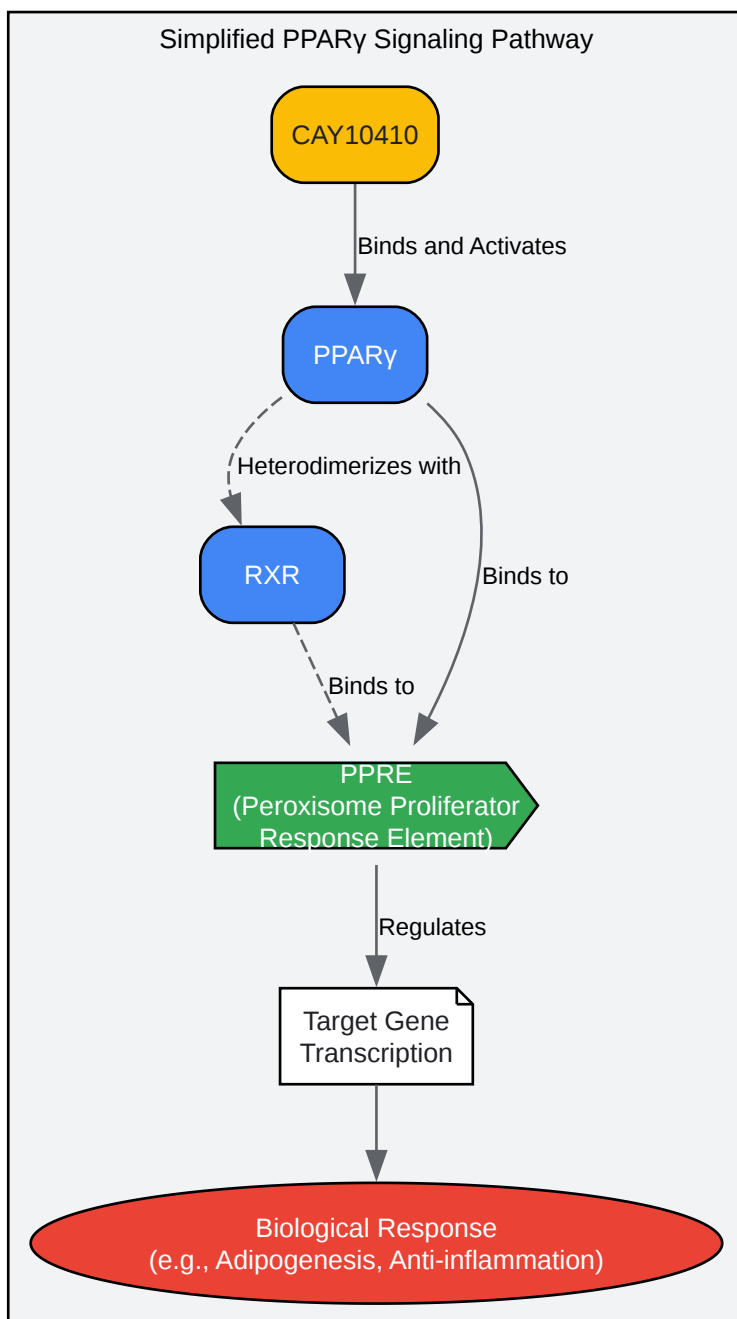 Simplified PPARγ Signaling Pathway
CAY10410
Binds and Activates
PPARγ
Heterodimerizes with
RXR
Binds to
Binds to
PPRE
(Peroxisome Proliferator
Response Element)
Regulates
Target Gene
Transcription
Biological Response
(e.g., Adipogenesis, Anti-inflammation)